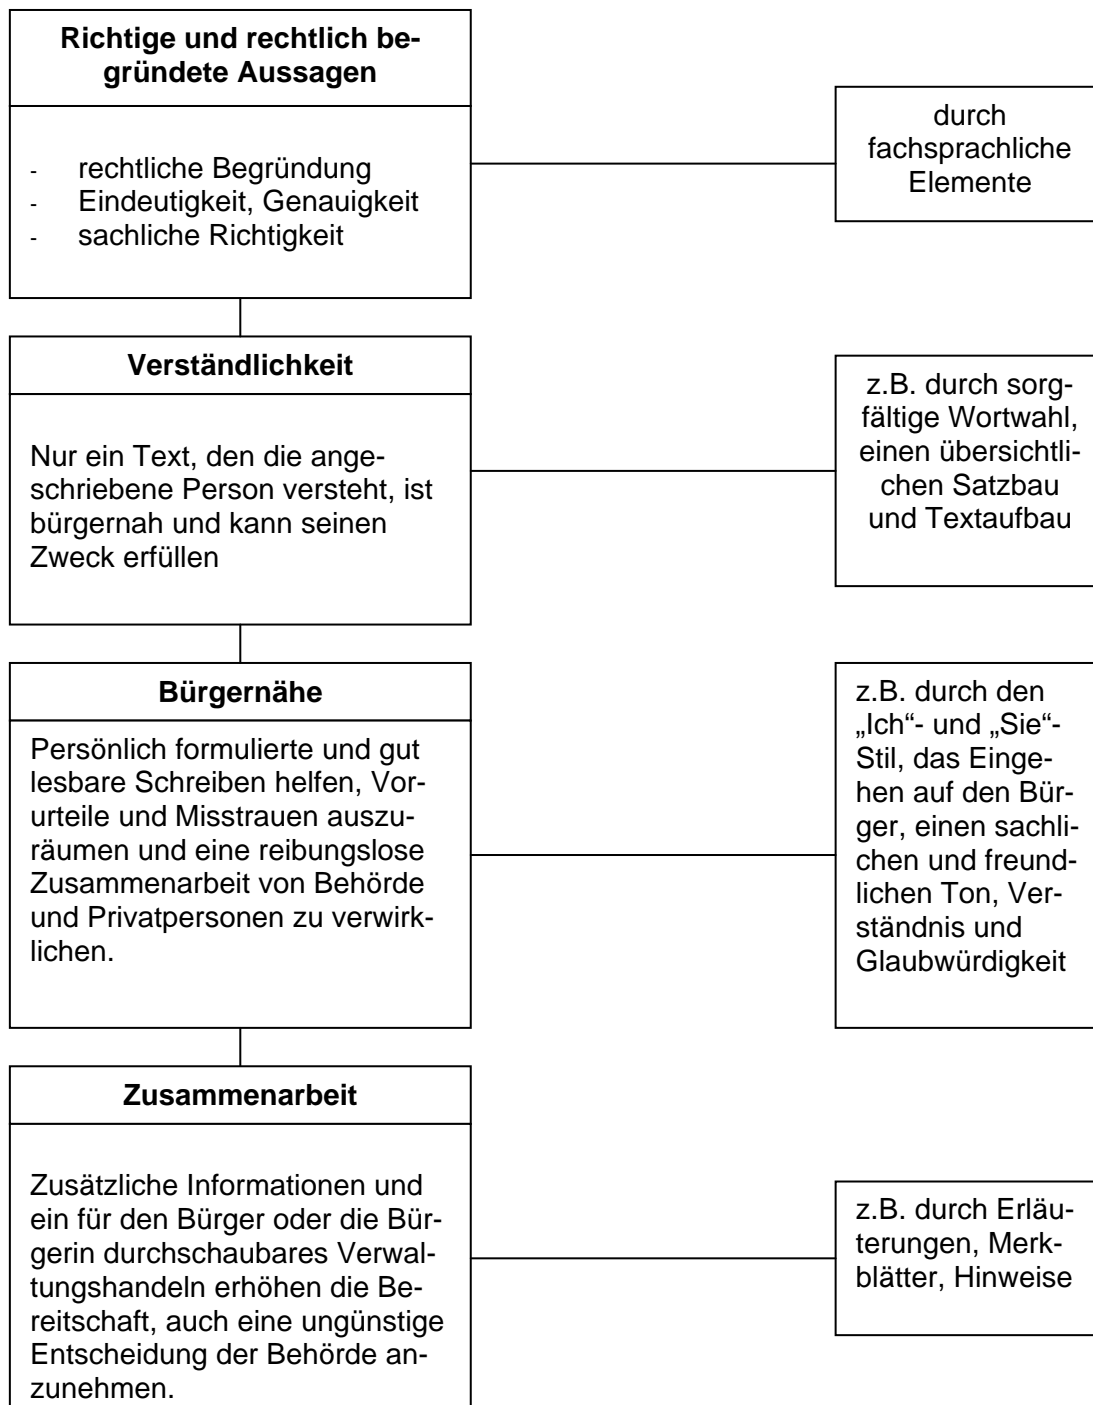 Richtige und rechtlich be-
gründete Aussagen
- rechtliche Begründung
- Eindeutigkeit, Genauigkeit
- sachliche Richtigkeit
durch
fachsprachliche
Elemente
Verständlichkeit
Nur ein Text, den die ange-
schriebene Person versteht, ist
bürgernah und kann seinen
Zweck erfüllen
z.B. durch sorg-
fältige Wortwahl,
einen übersichtli-
chen Satzbau
und Textaufbau
Bürgernähe
Persönlich formulierte und gut
lesbare Schreiben helfen, Vor-
urteile und Misstrauen auszu-
räumen und eine reibungslose
Zusammenarbeit von Behörde
und Privatpersonen zu verwirk-
lichen.
z.B. durch den
„Ich“- und „Sie“-
Stil, das Einge-
hen auf den Bür-
ger, einen sachli-
chen und freund-
lichen Ton, Ver-
ständnis und
Glaubwürdigkeit
Zusammenarbeit
Zusätzliche Informationen und
ein für den Bürger oder die Bür-
gerin durchschaubares Verwal-
tungshandeln erhöhen die Be-
reitschaft, auch eine ungünstige
Entscheidung der Behörde an-
zunehmen.
z.B. durch Erläu-
terungen, Merk-
blätter, Hinweise